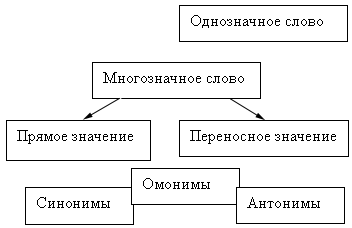 Однозначное слово
Многозначное слово
Прямое значение
Переносное значение
Омонимы
Синонимы
Антонимы